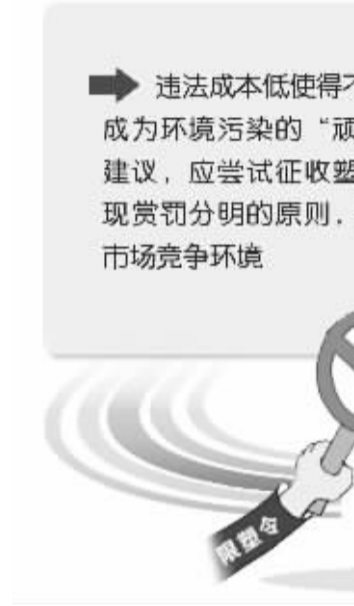 违法成本低使得
成为环境污染的“顽
建议，应尝试征收塑
现赏罚分明的原则，
市场竞争环境
限塑令